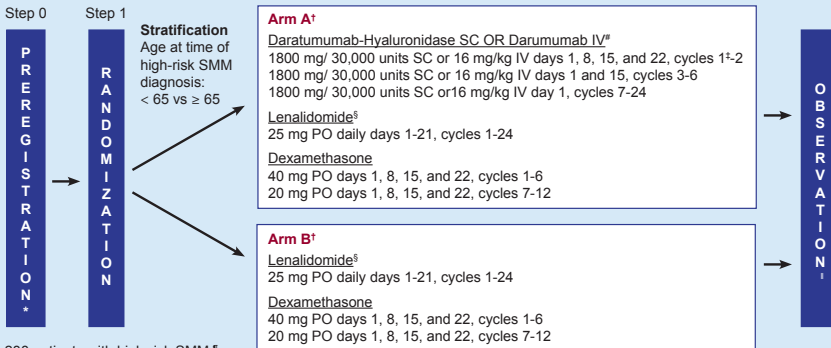 Step 0
Step 1
PREREGISTRATION*
RANDOMIZATION
Stratification
Age at time of
high-risk SMM
diagnosis:
< 65 vs ≥ 65
Arm A†
Daratumumab-Hyaluronidase SC OR Darumumab IV#
1800 mg/ 30,000 units SC or 16 mg/kg IV days 1, 8, 15, and 22, cycles 1‡-2
1800 mg/ 30,000 units SC or 16 mg/kg IV days 1 and 15, cycles 3-6
1800 mg/ 30,000 units SC or16 mg/kg IV day 1, cycles 7-24
Lenalidomide§
25 mg PO daily days 1-21, cycles 1-24
Dexamethasone
40 mg PO days 1, 8, 15, and 22, cycles 1-6
20 mg PO days 1, 8, 15, and 22, cycles 7-12
Arm B†
Lenalidomide§
25 mg PO daily days 1-21, cycles 1-24
Dexamethasone
40 mg PO days 1, 8, 15, and 22, cycles 1-6
20 mg PO days 1, 8, 15, and 22, cycles 7-12
OBSERVATION